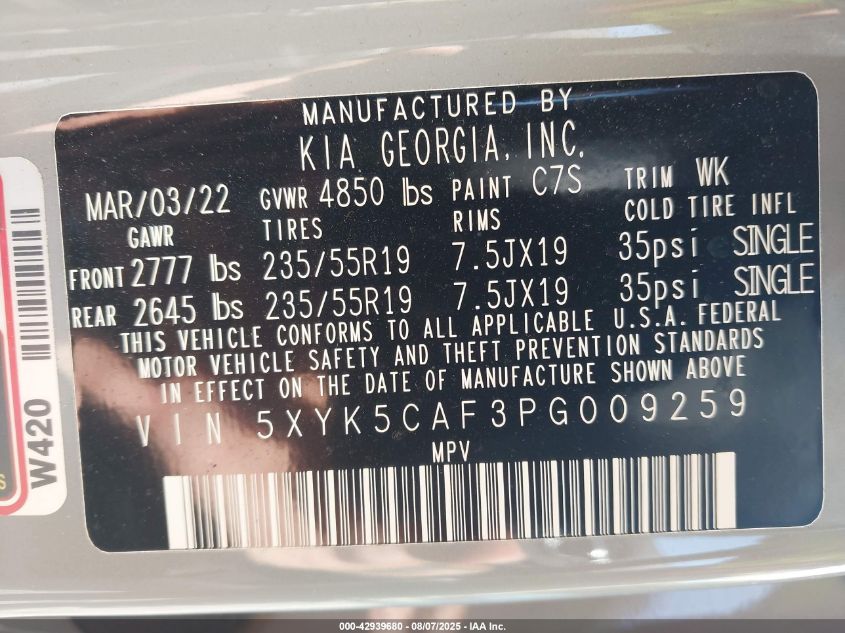 MANUFACTURED BY
KIA GEORGIA, INC.
MAR/03/22 GVWR 4850 lbs PAINT C7S TRIM WK
GAWR TIRES RIMS COLD TIRE INFL
FRONT 2777 lbs 235/55R19 7.5JX19 35psi SINGLE
REAR 2645 lbs 235/55R19 7.5JX19 35psi SINGLE
THIS VEHICLE CONFORMS TO ALL APPLICABLE U.S.A. FEDERAL
MOTOR VEHICLE SAFETY AND THEFT PREVENTION STANDARDS
IN EFFECT ON THE DATE OF MANUFACTURE SHOWN ABOVE
VIN 5XYK5CAF3PG009259
MPV
W420
S
000-42939680 - 08/07/2025 - IAA Inc.